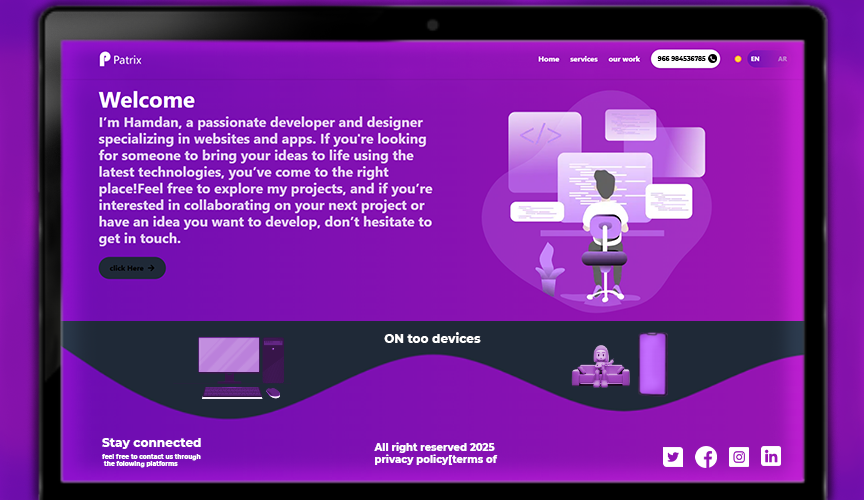 Patrix
Home services our work 966 984536785 EN AR
Welcome
I'm Hamdan, a passionate developer and designer
specializing in websites and apps. If you're looking
for someone to bring your ideas to life using the
latest technologies, you've come to the right
place!Feel free to explore my projects, and if you're
interested in collaborating on your next project or
have an idea you want to develop, don't hesitate to
get in touch.
click Here
</>
ON too devices
Stay connected
feel free to contact us through
the folowing platforms
All right reserved 2025
privacy policy[terms of